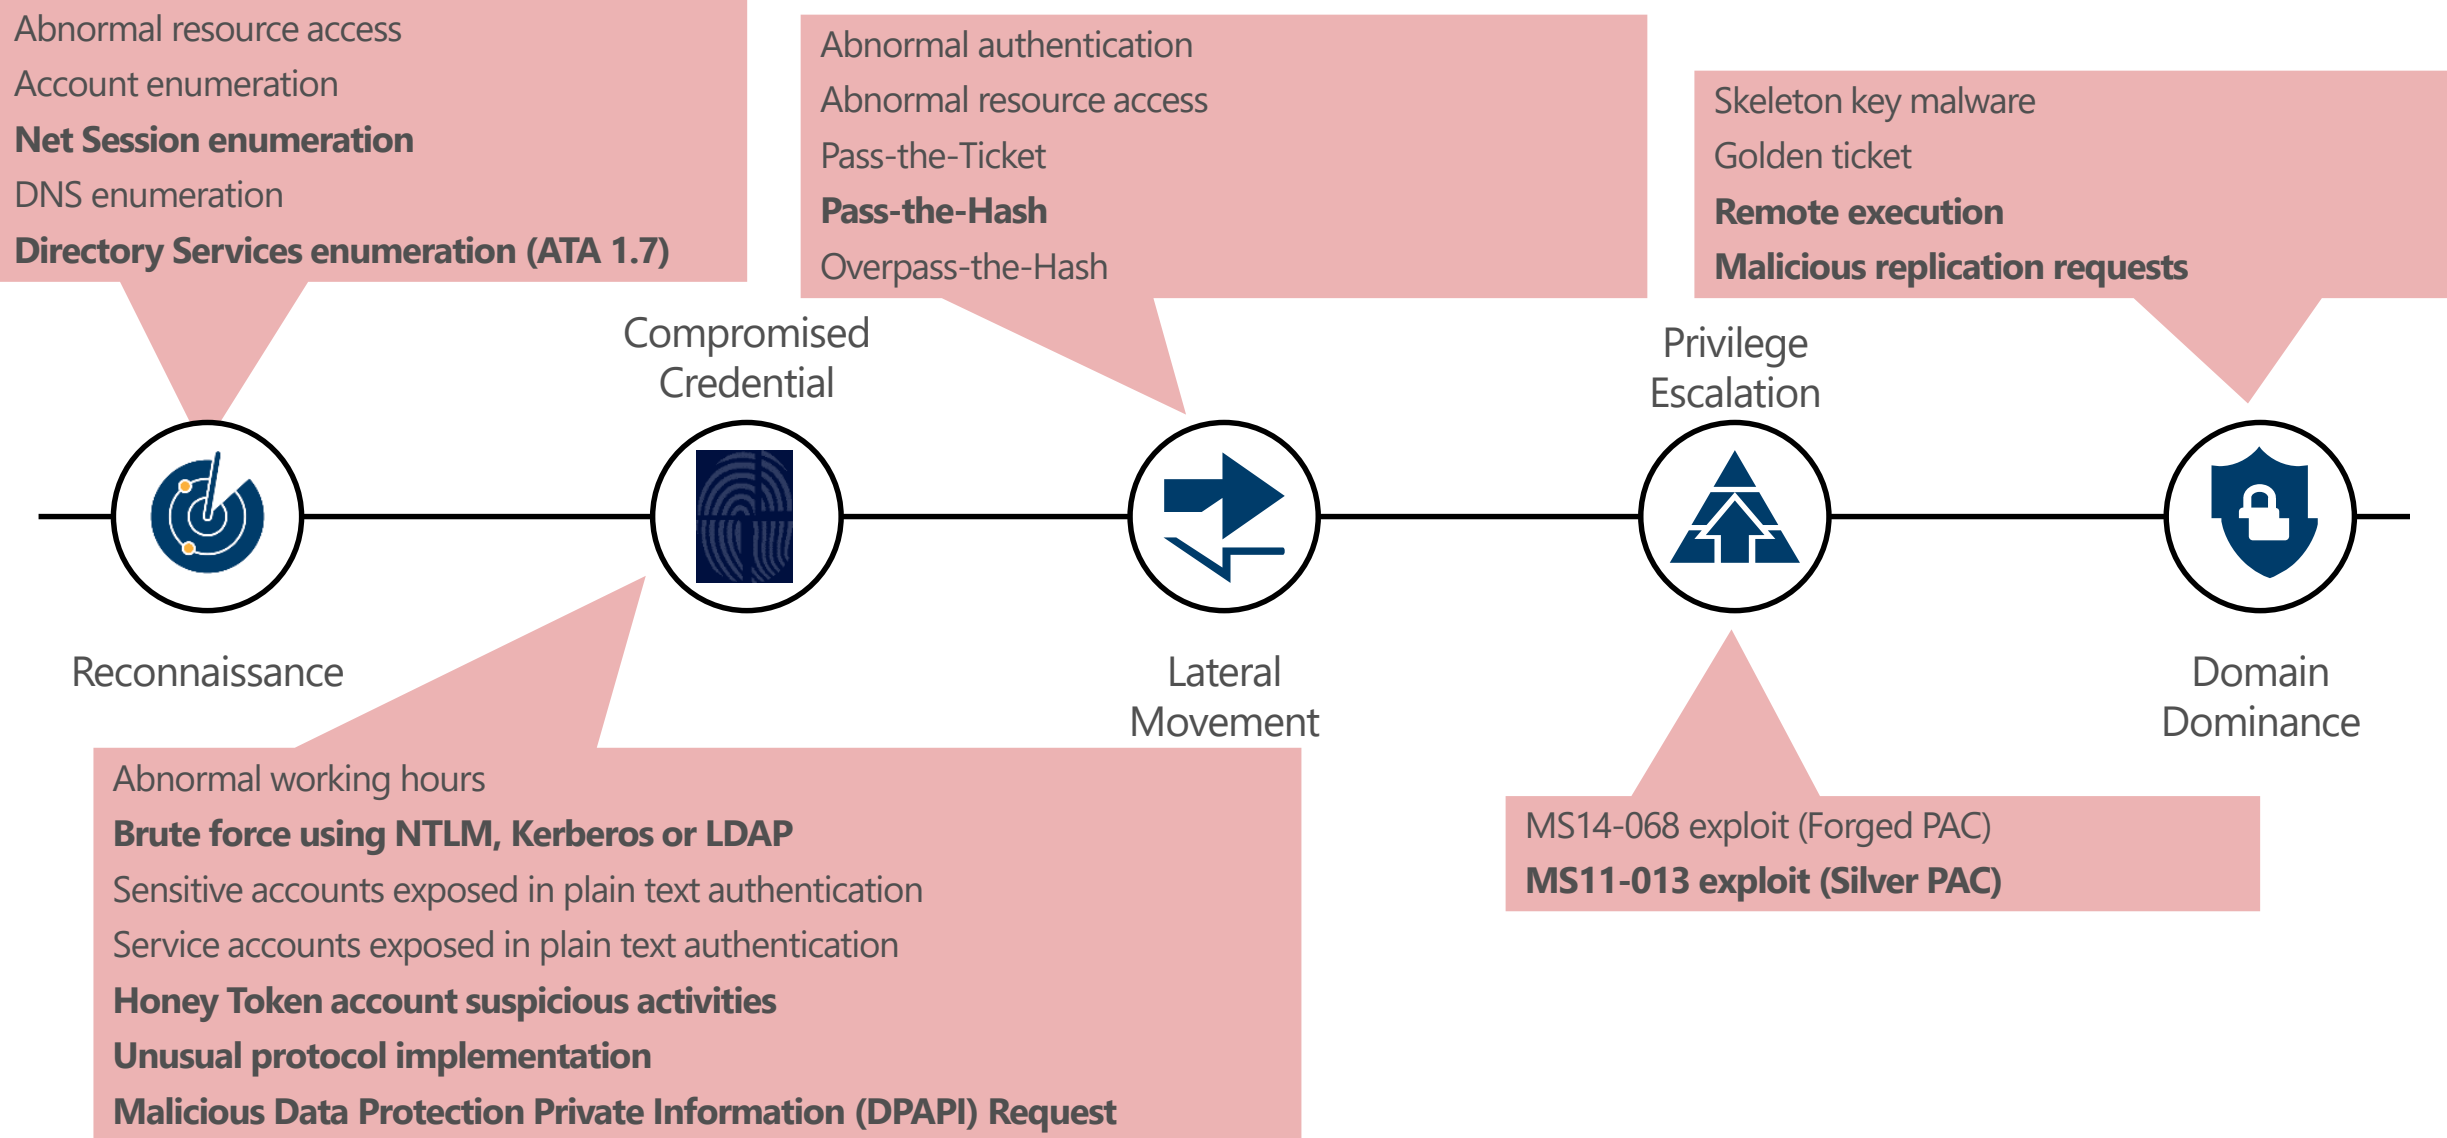 Abnormal resource access
Account enumeration
Net Session enumeration
DNS enumeration
Directory Services enumeration (ATA 1.7)
Abnormal authentication
Abnormal resource access
Pass-the-Ticket
Pass-the-Hash
Overpass-the-Hash
Skeleton key malware
Golden ticket
Remote execution
Malicious replication requests
Compromised
Credential
Privilege
Escalation
Reconnaissance
Lateral
Movement
Domain
Dominance
Abnormal working hours
Brute force using NTLM, Kerberos or LDAP
Sensitive accounts exposed in plain text authentication
Service accounts exposed in plain text authentication
Honey Token account suspicious activities
Unusual protocol implementation
Malicious Data Protection Private Information (DPAPI) Request
MS14-068 exploit (Forged PAC)
MS11-013 exploit (Silver PAC)